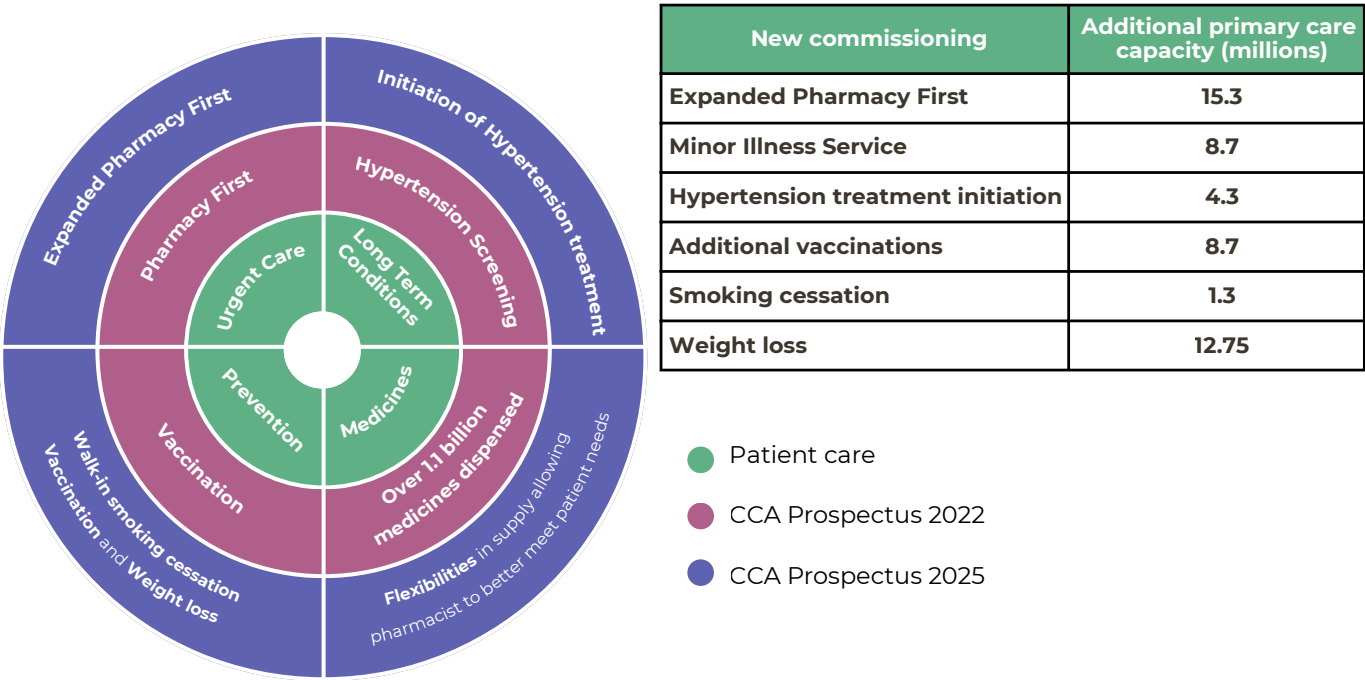 Expanded Pharmacy First
Initiation of Hypertension treatment
Pharmacy First
Hypertension Screening
Urgent Care
Long Term
Conditions
Prevention
Medicines
Vaccination
Over 1.1 billion
medicines dispensed
Walk-in smoking cessation
Vaccination and Weight loss
Flexibilities in supply allowing
pharmacist to better meet patient needs
New commissioning
Additional primary care
capacity (millions)
Expanded Pharmacy First 15.3
Minor Illness Service 8.7
Hypertension treatment initiation 4.3
Additional vaccinations 8.7
Smoking cessation 1.3
Weight loss 12.75
Patient care
CCA Prospectus 2022
CCA Prospectus 2025